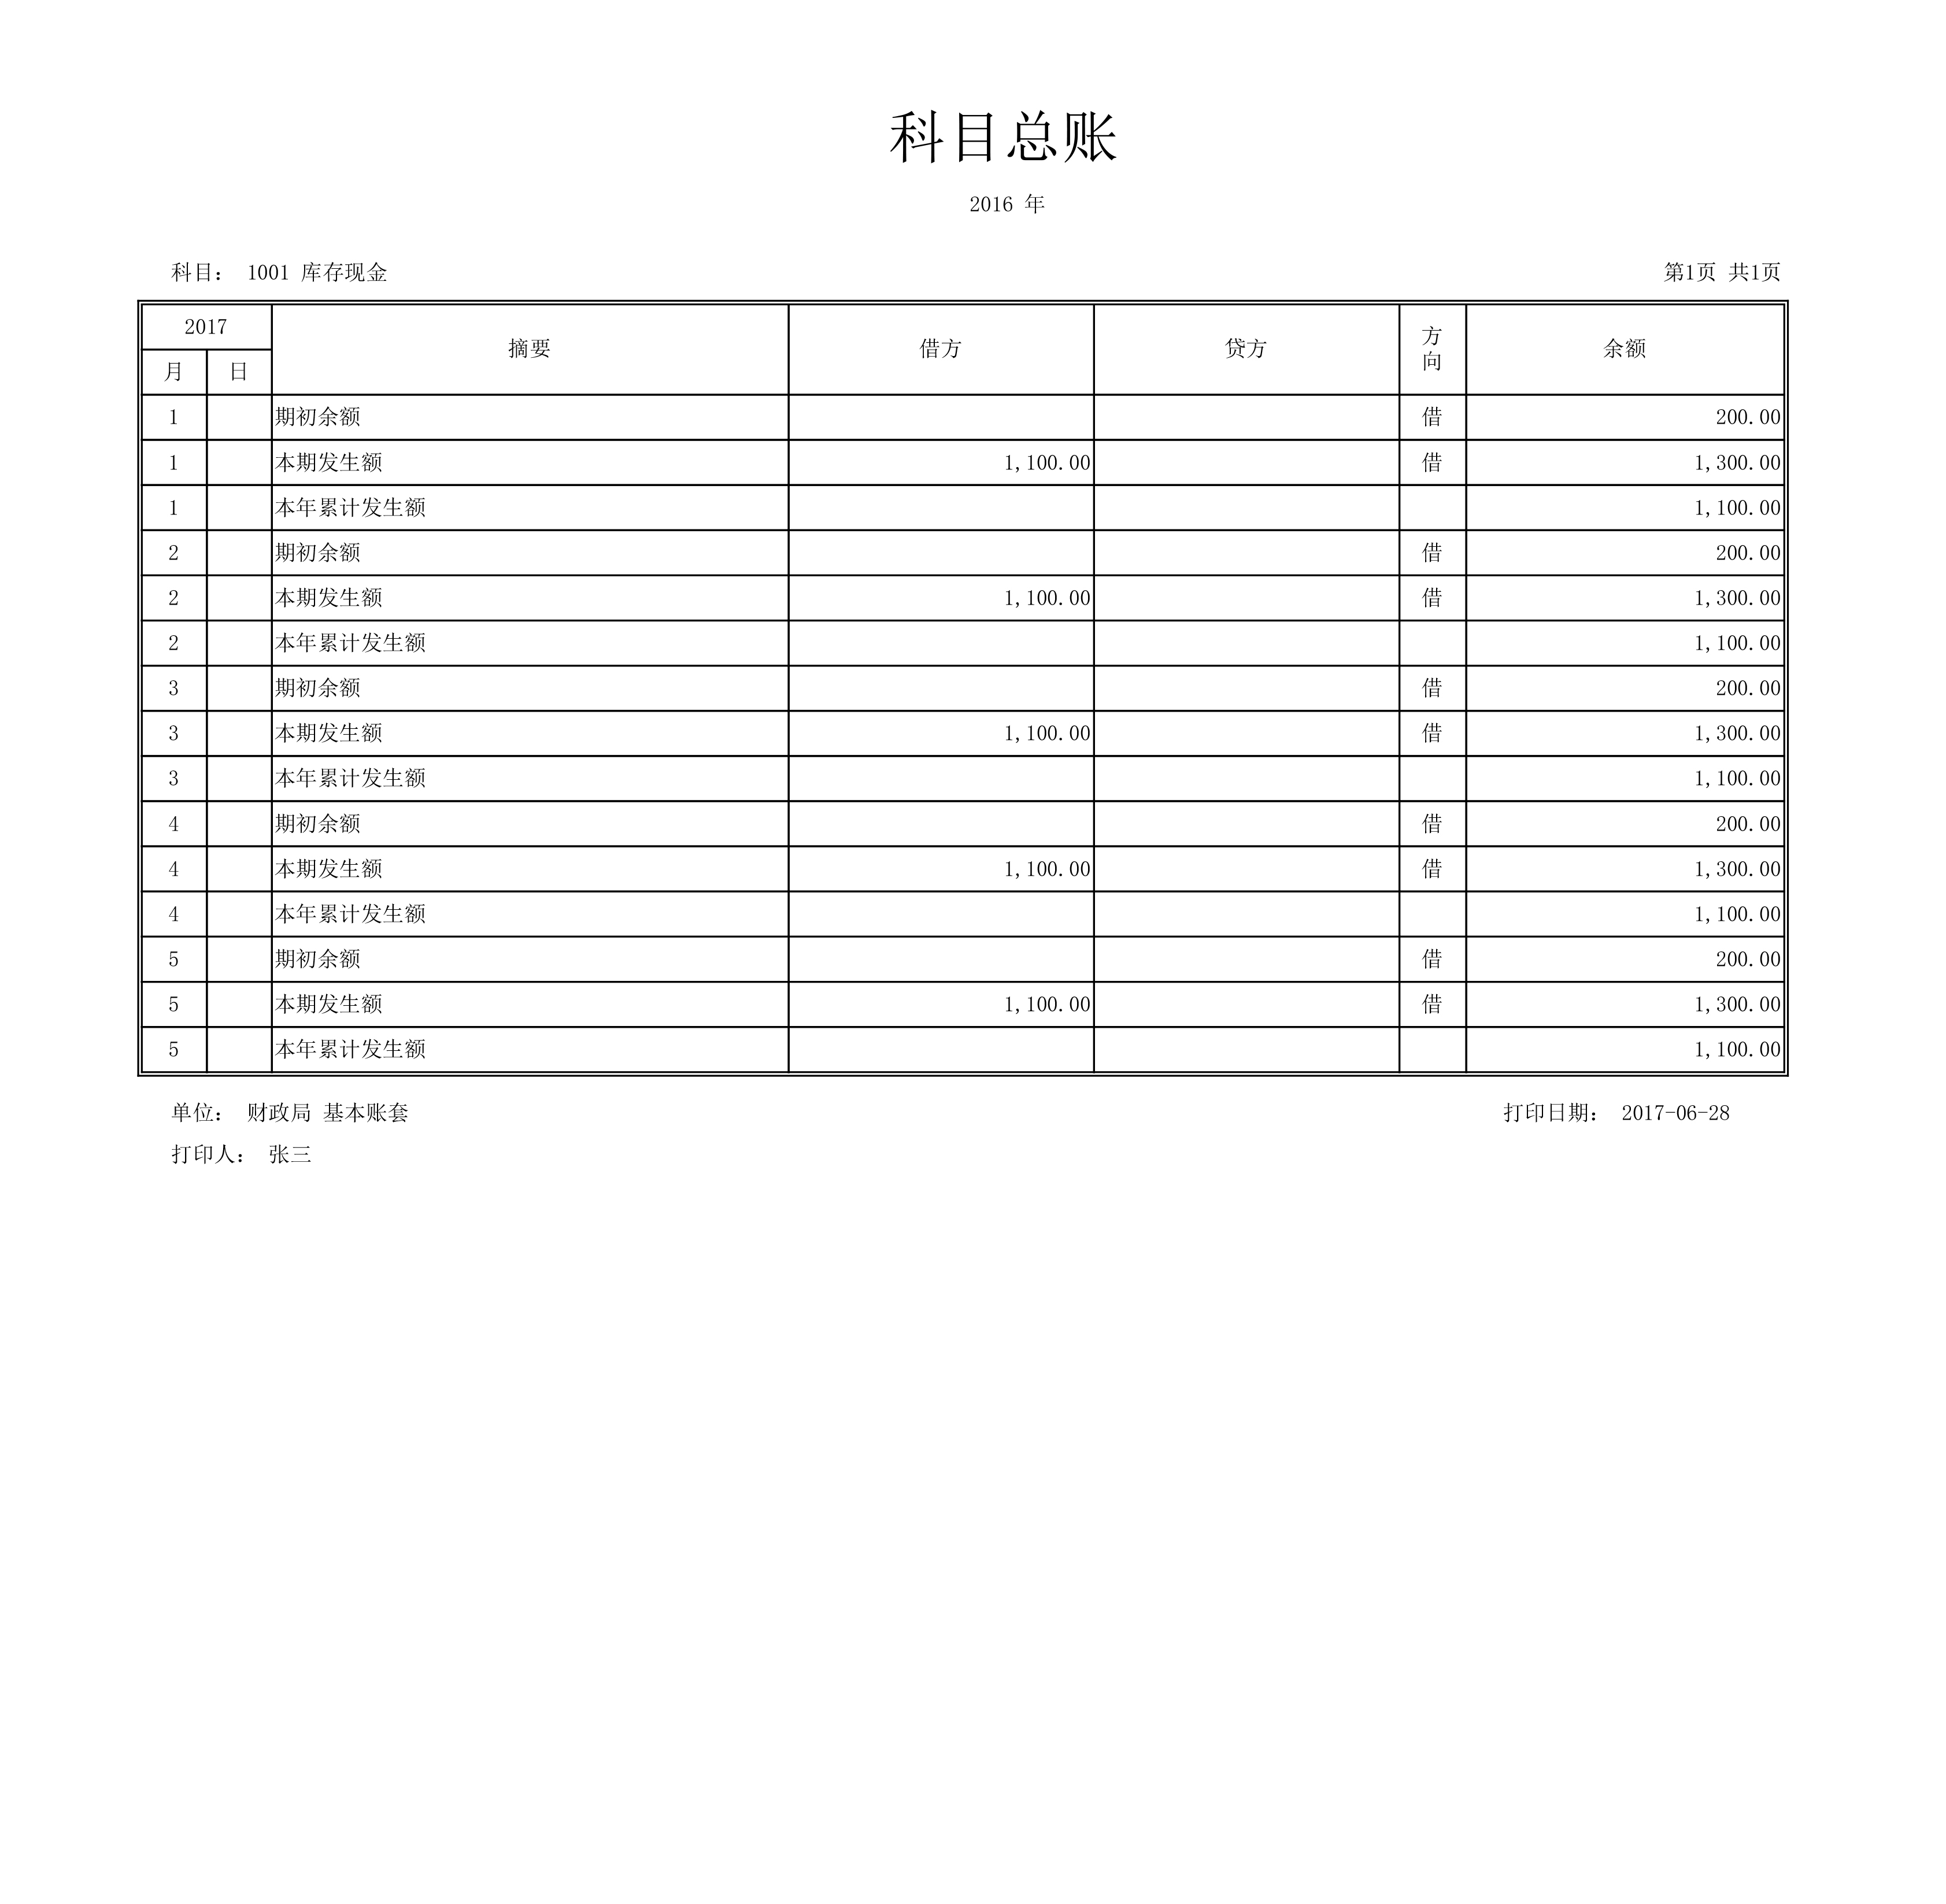 科目总账
2016 年
科目： 1001 库存现金 第1页 共1页
2017 摘要 借方 贷方 方向 余额
月 日
1 期初余额 借 200.00
1 本期发生额 1,100.00 借 1,300.00
1 本年累计发生额 1,100.00
2 期初余额 借 200.00
2 本期发生额 1,100.00 借 1,300.00
2 本年累计发生额 1,100.00
3 期初余额 借 200.00
3 本期发生额 1,100.00 借 1,300.00
3 本年累计发生额 1,100.00
4 期初余额 借 200.00
4 本期发生额 1,100.00 借 1,300.00
4 本年累计发生额 1,100.00
5 期初余额 借 200.00
5 本期发生额 1,100.00 借 1,300.00
5 本年累计发生额 1,100.00
单位： 财政局 基本账套 打印日期： 2017-06-28
打印人： 张三